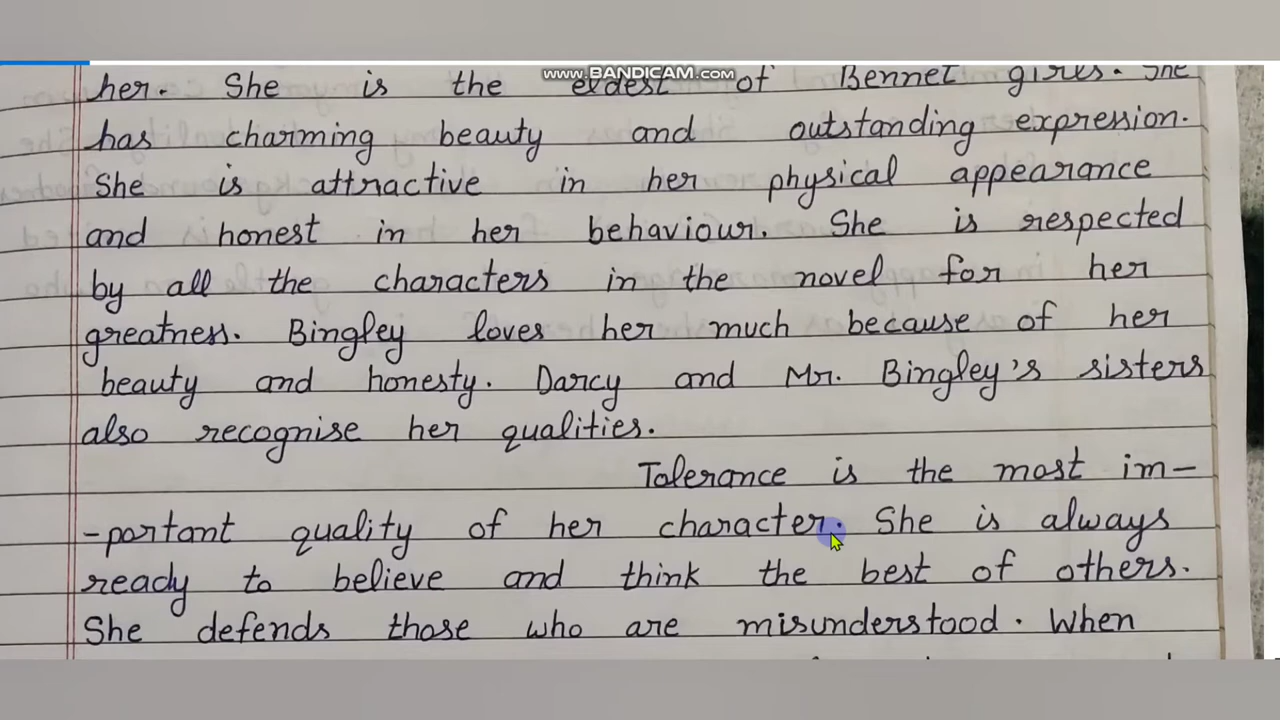 www.BANDICAM.com
her. She is the eldest of Bennet girls. She
has charming beauty and outstanding expression.
She is attractive in her physical appearance
and honest in her behaviour. She is respected
by all the characters in the novel for her
greatness. Bingley loves her much because of her
beauty and honesty. Darcy and Mr. Bingley's sisters
also recognise her qualities.
Tolerance is the most im-
-portant quality of her character. She is always
ready to believe and think the best of others.
She defends those who are misunderstood. When